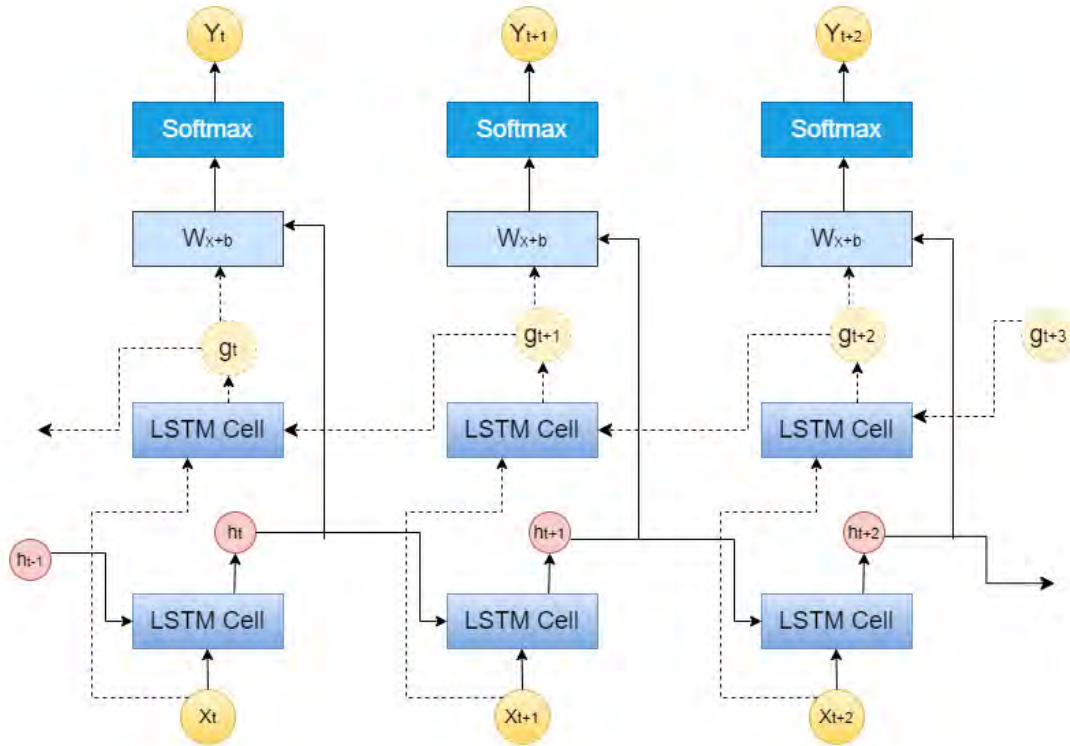 Yt Yt+1 Yt+2
Softmax Softmax Softmax
Wx+b Wx+b Wx+b
gt gt+1 gt+2 gt+3
LSTM Cell LSTM Cell LSTM Cell
ht-1 ht ht+1 ht+2
LSTM Cell LSTM Cell LSTM Cell
Xt Xt+1 Xt+2